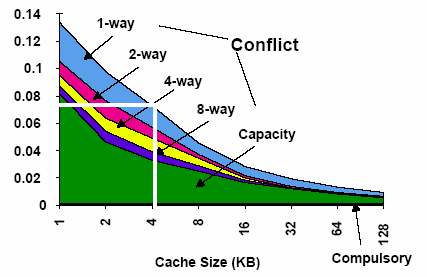 0.14
0.12
0.1
0.08
0.06
0.04
0.02
0
1-way
2-way
4-way
8-way
Conflict
Capacity
1 2 4 8 16 32 64 128
Cache Size (KB)
Compulsory